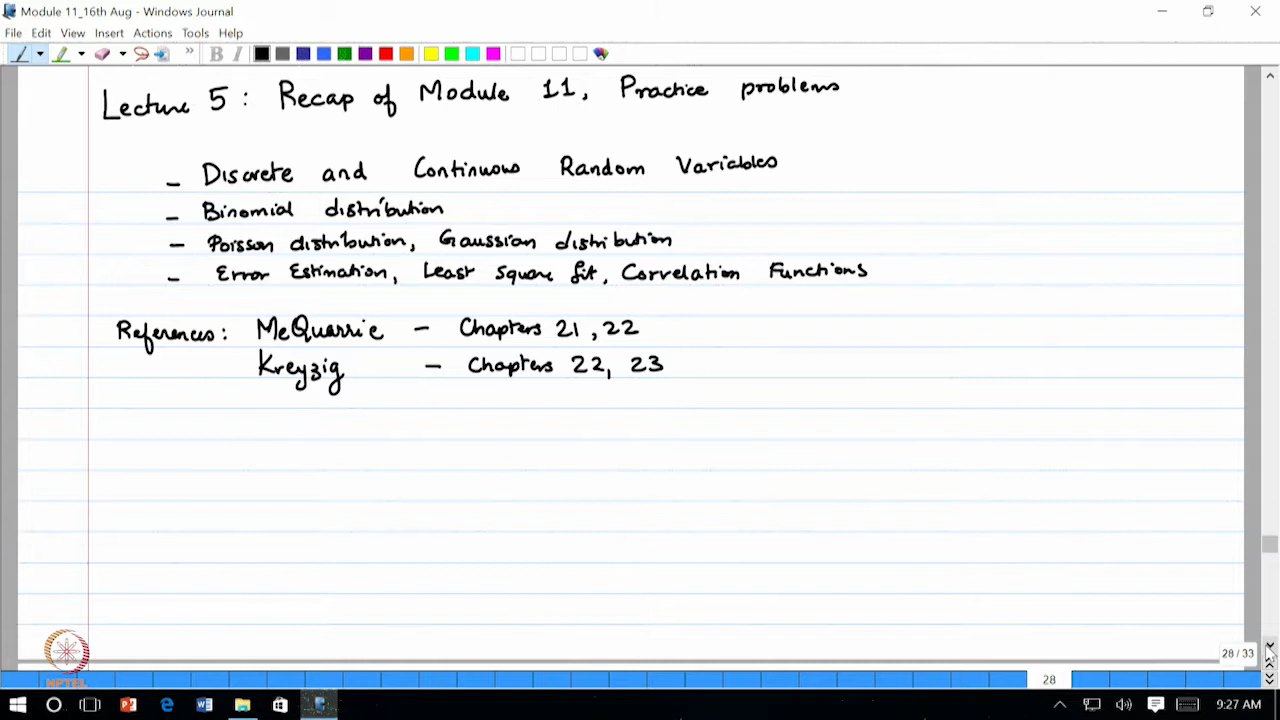 Module 11_16th Aug - Windows Journal
File Edit View Insert Actions Tools Help
B I
Lecture 5 : Recap of Module 11, Practice problems
- Discrete and Continuous Random Variables
- Binomial distribution
- Poisson distribution, Gaussian distribution
- Error Estimation, Least square fit, Correlation Functions
References: McQuarrie - Chapters 21, 22
Kreyzig - Chapters 22, 23
28 / 33
NPTEL
28
9:27 AM